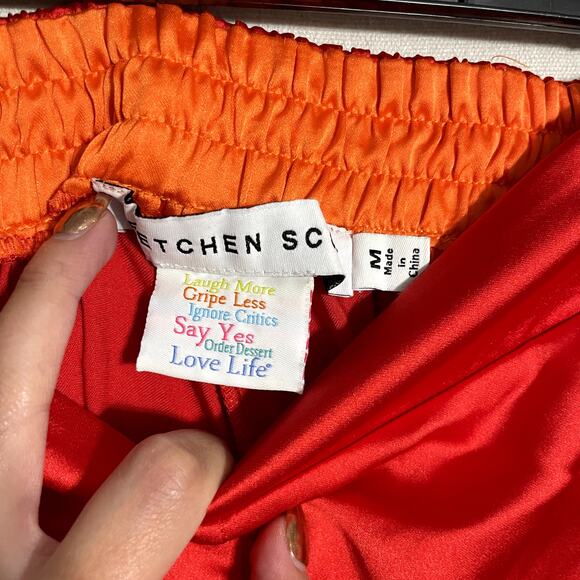 ETCHEN SC
M
Made
in
China
Laugh More
Gripe Less
Ignore Critics
Say Yes
Order Dessert
Love Life®